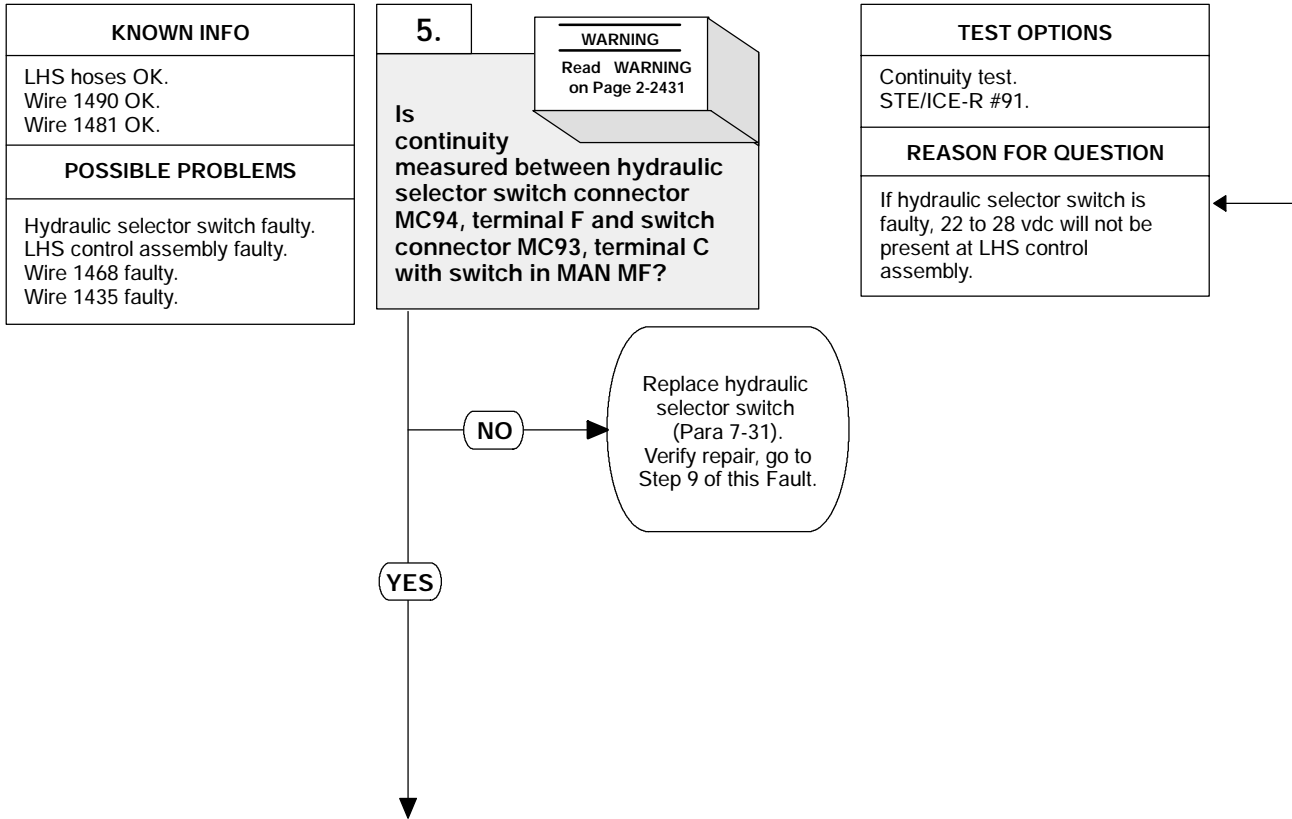 KNOWN INFO
LHS hoses OK.
Wire 1490 OK.
Wire 1481 OK.
POSSIBLE PROBLEMS
Hydraulic selector switch faulty.
LHS control assembly faulty.
Wire 1468 faulty.
Wire 1435 faulty.
5.
WARNING
Read WARNING
on Page 2-2431
Is
continuity
measured between hydraulic
selector switch connector
MC94, terminal F and switch
connector MC93, terminal C
with switch in MAN MF?
TEST OPTIONS
Continuity test.
STE/ICE-R #91.
REASON FOR QUESTION
If hydraulic selector switch is
faulty, 22 to 28 vdc will not be
present at LHS control
assembly.
NO
Replace hydraulic
selector switch
(Para 7-31).
Verify repair, go to
Step 9 of this Fault.
YES